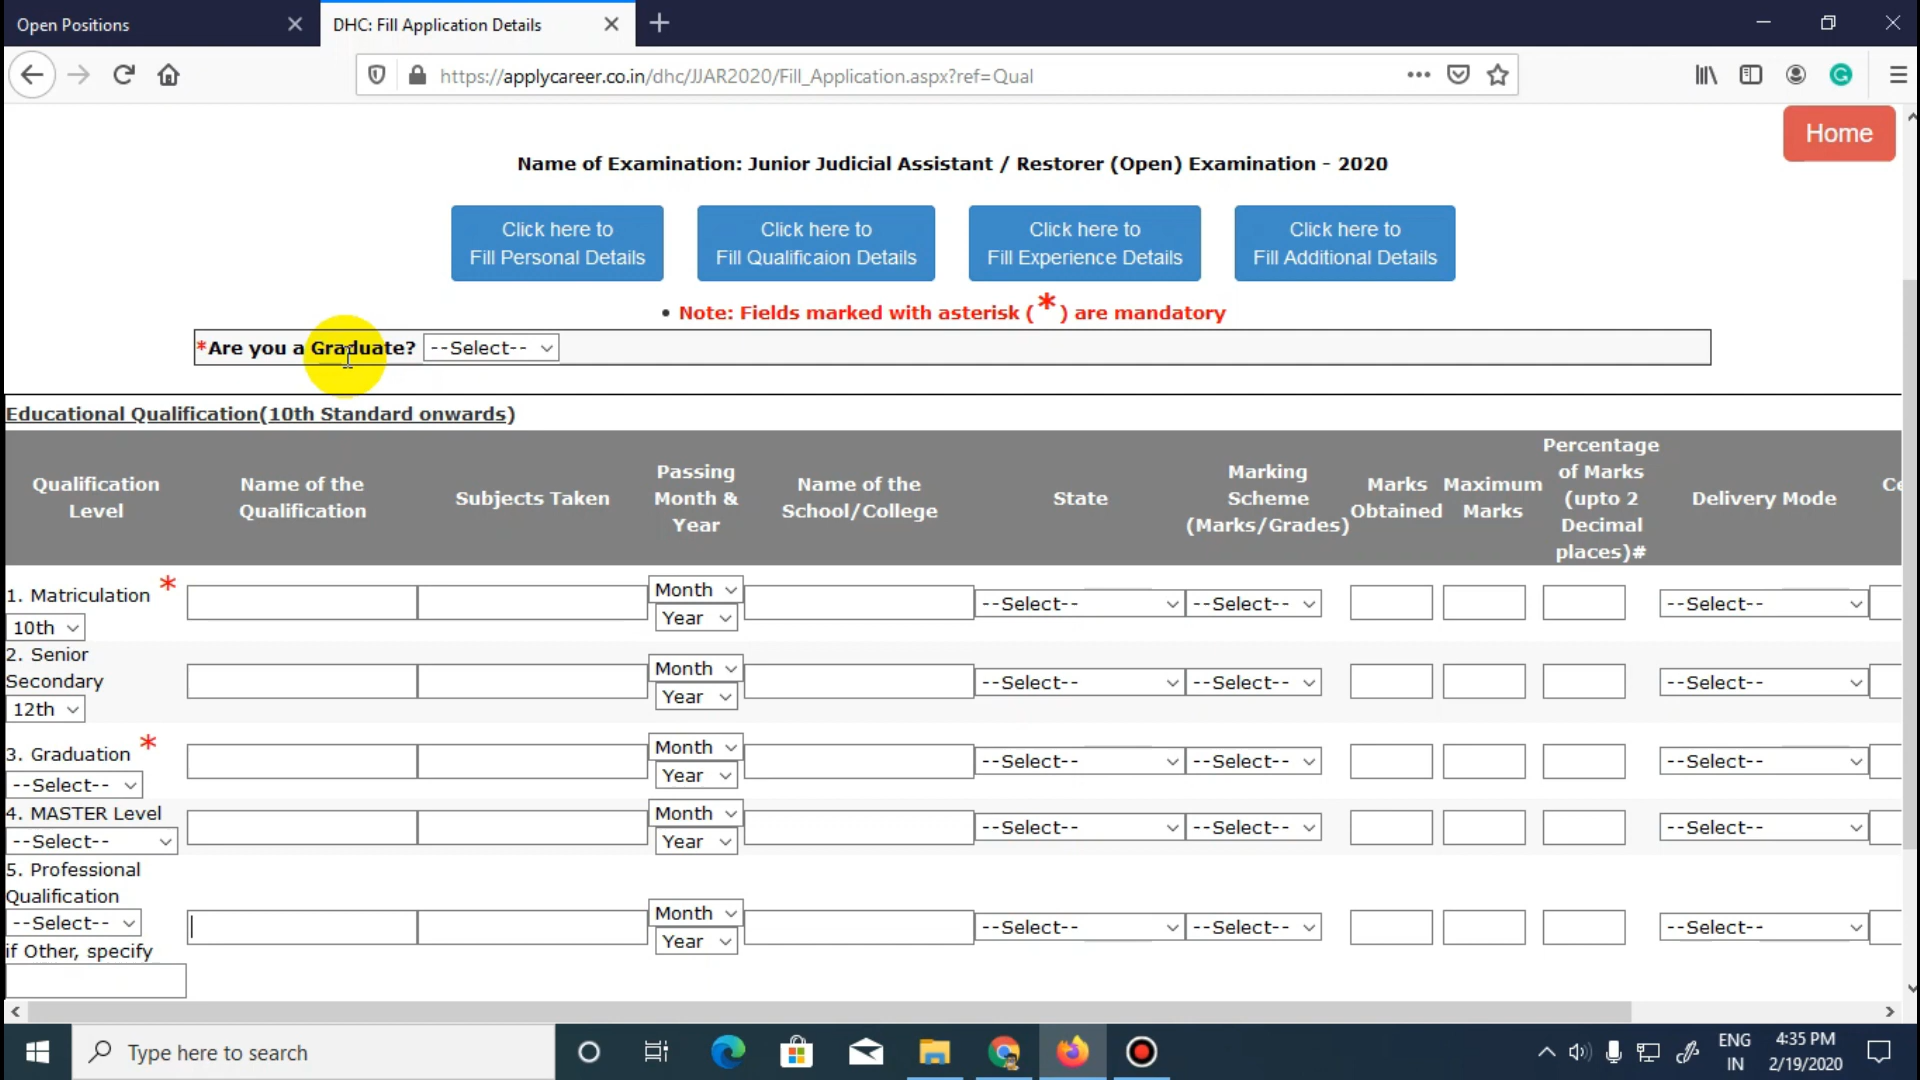 Open Positions
DHC: Fill Application Details
https://applycareer.co.in/dhc/JJAR2020/Fill_Application.aspx?ref=Qual
Home
Name of Examination: Junior Judicial Assistant / Restorer (Open) Examination - 2020
Click here to
Fill Personal Details
Click here to
Fill Qualificaion Details
Click here to
Fill Experience Details
Click here to
Fill Additional Details
• Note: Fields marked with asterisk ( * ) are mandatory
*Are you a Graduate? --Select--
Educational Qualification(10th Standard onwards)
Qualification
Level
Name of the
Qualification
Subjects Taken
Passing
Month &
Year
Name of the
School/College
State
Marking
Scheme
(Marks/Grades)
Marks
Obtained
Maximum
Marks
Percentage
of Marks
(upto 2
Decimal
places)#
Delivery Mode
1. Matriculation *
10th
Month
Year
--Select--
--Select--
--Select--
2. Senior
Secondary
12th
Month
Year
--Select--
--Select--
--Select--
3. Graduation *
--Select--
Month
Year
--Select--
--Select--
--Select--
4. MASTER Level
--Select--
Month
Year
--Select--
--Select--
--Select--
5. Professional
Qualification
--Select--
if Other, specify
Month
Year
--Select--
--Select--
--Select--
Type here to search
ENG
IN
4:35 PM
2/19/2020